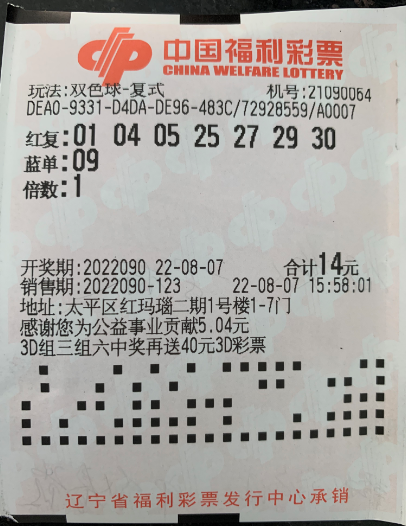 中国福利彩票
CHINA WELFARE LOTTERY
玩法:双色球-复式 机号:21090064
DEA0-9331-D4DA-DE96-483C/72928559/A0007
红复:01 04 05 25 27 29 30
蓝单:09
倍数:1
开奖期:2022090 22-08-07 合计14元
销售期:2022090-123 22-08-07 15:58:01
地址:太平区红玛瑙二期1号楼1-7门
感谢您为公益事业贡献5.04元
3D组三组六中奖再送40元3D彩票
辽宁省福利彩票发行中心承销